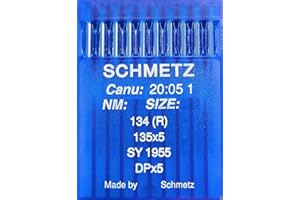 SCHMETZ
Canu: 20:05 1
NM: SIZE:
134 (R)
135x5
SY 1955
DPx5
Made by Schmetz